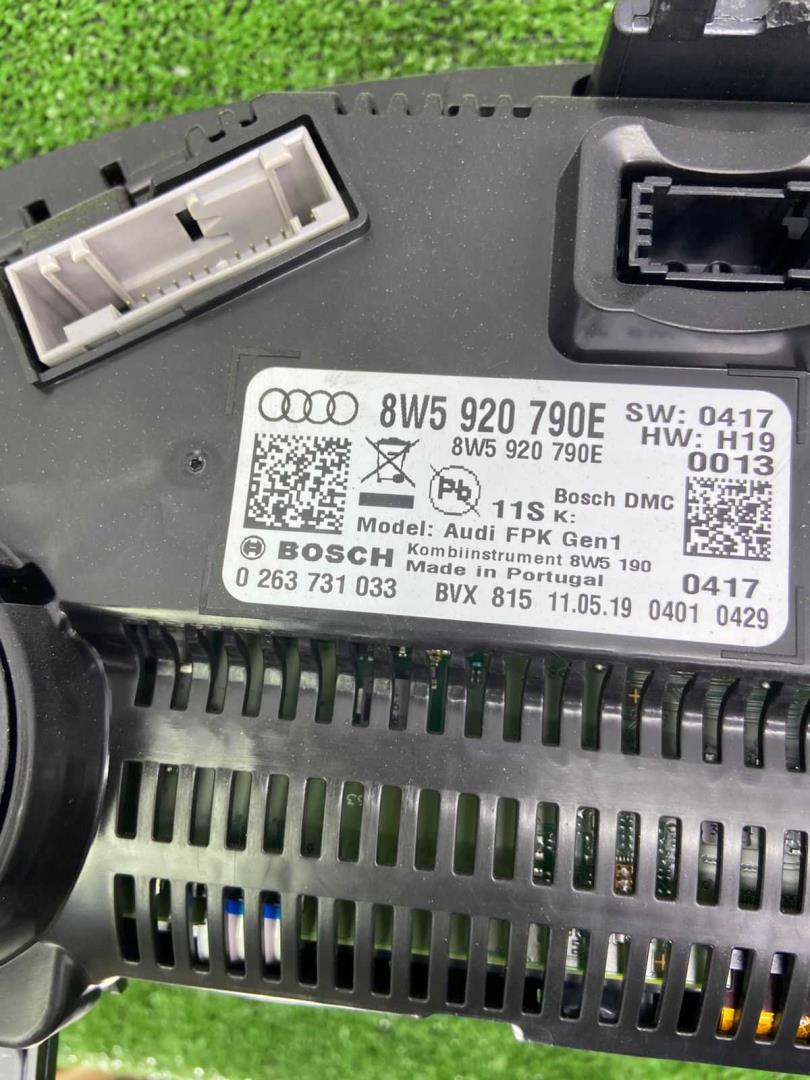 8W5 920 790E SW: 0417
8W5 920 790E HW: H19
0013
Pb 11S Bosch DMC
K:
Model: Audi FPK Gen1
BOSCH Kombiinstrument 8W5 190
Made in Portugal 0417
0 263 731 033 BVX 815 11.05.19 0401 0429